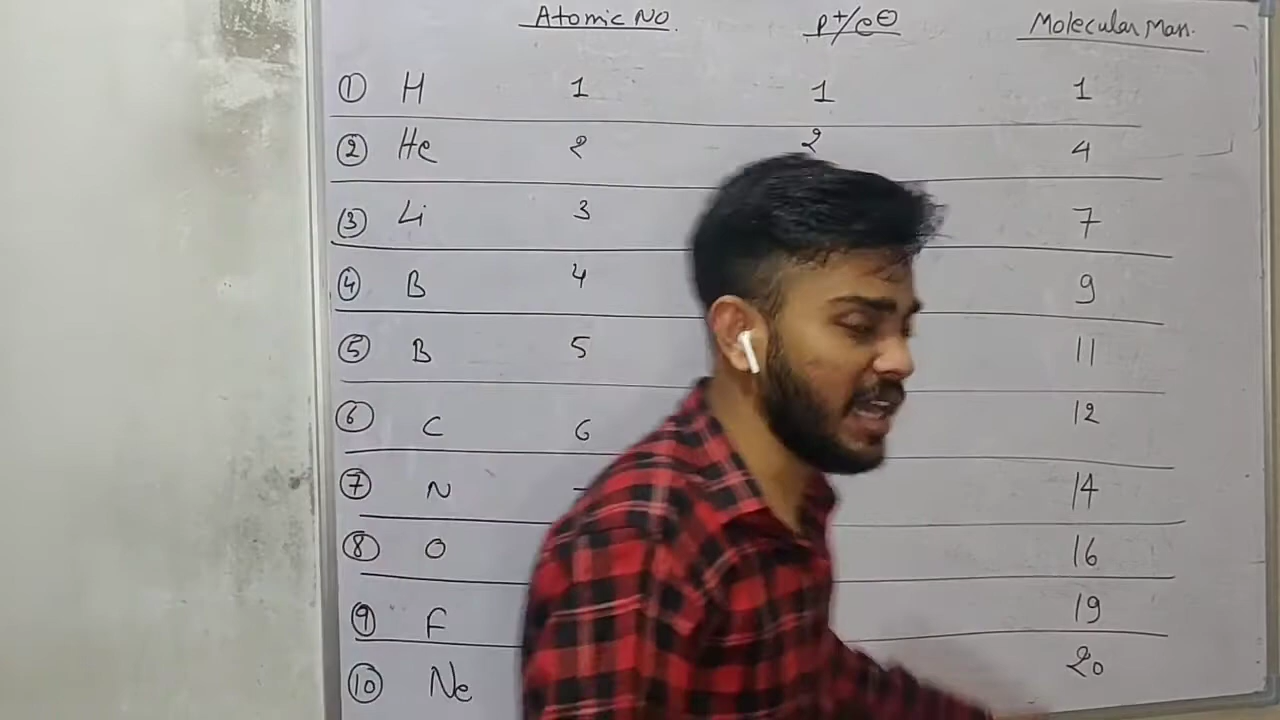 Atomic No. p⁺/e⊖ Molecular Mass.
① H 1 1 1
② He 2 2 4
③ Li 3 7
④ B 4 9
⑤ B 5 11
⑥ C 6 12
⑦ N 14
⑧ O 16
⑨ F 19
⑩ Ne 20